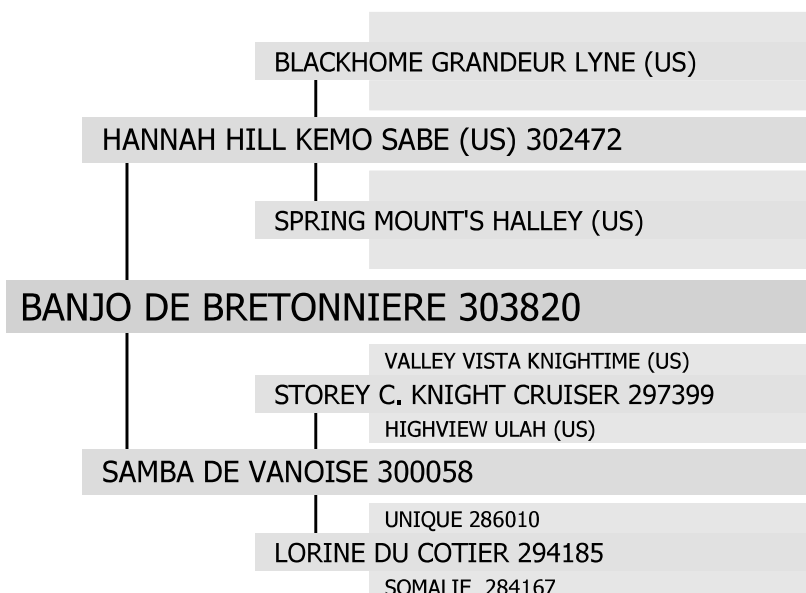 BLACKHOME GRANDEUR LYNE (US)
HANNAH HILL KEMO SABE (US) 302472
SPRING MOUNT'S HALLEY (US)
BANJO DE BRETONNIERE 303820
VALLEY VISTA KNIGHTIME (US)
STOREY C. KNIGHT CRUISER 297399
HIGHVIEW ULAH (US)
SAMBA DE VANOISE 300058
UNIQUE 286010
LORINE DU COTIER 294185
SOMALIE 284167